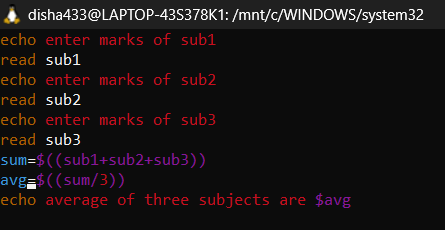 disha433@LAPTOP-43S378K1: /mnt/c/WINDOWS/system32
echo enter marks of sub1
read sub1
echo enter marks of sub2
read sub2
echo enter marks of sub3
read sub3
sum=$((sub1+sub2+sub3))
avg=$((sum/3))
echo average of three subjects are $avg